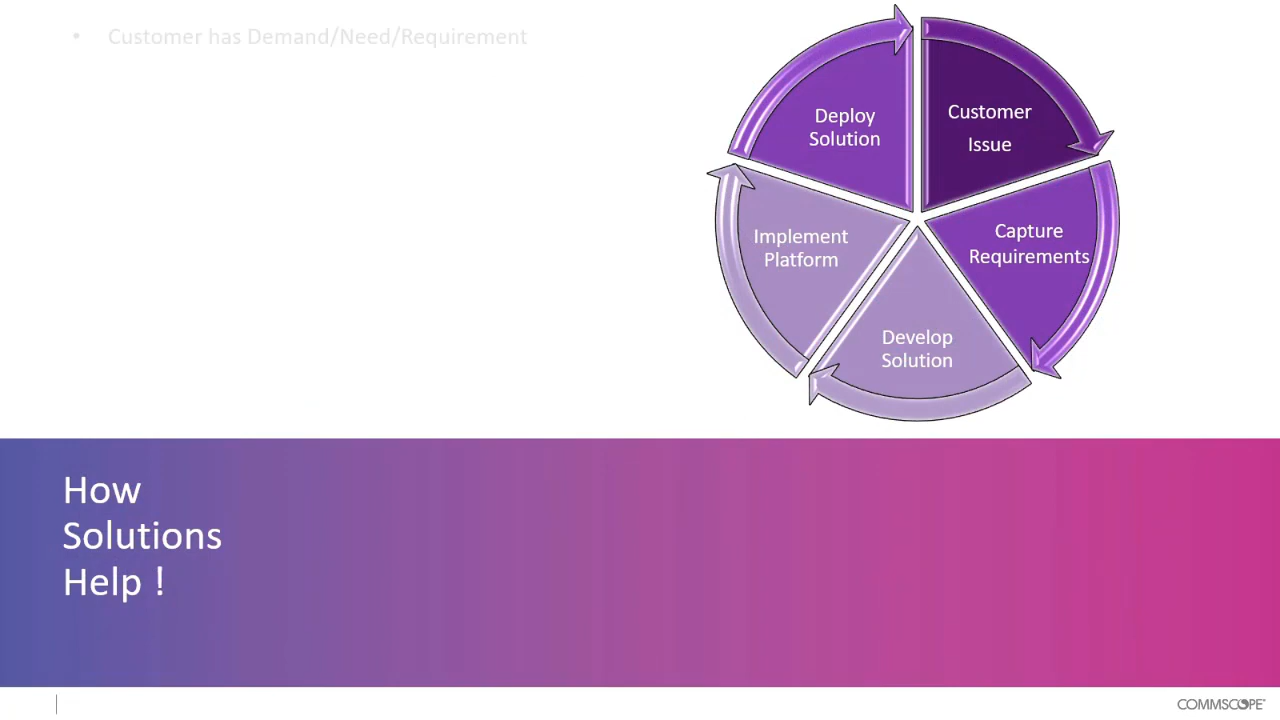 • Customer has Demand/Need/Requirement
Deploy
Solution
Customer
Issue
Implement
Platform
Capture
Requirements
Develop
Solution
How
Solutions
Help !
COMMSCOPE®